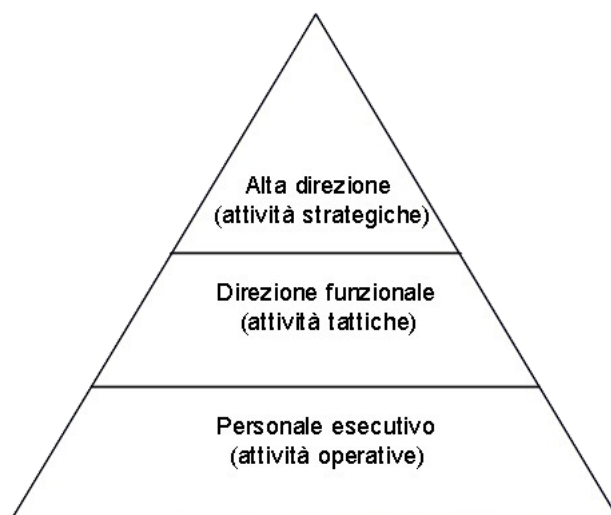 Alta direzione
(attività strategiche)
Direzione funzionale
(attività tattiche)
Personale esecutivo
(attività operative)